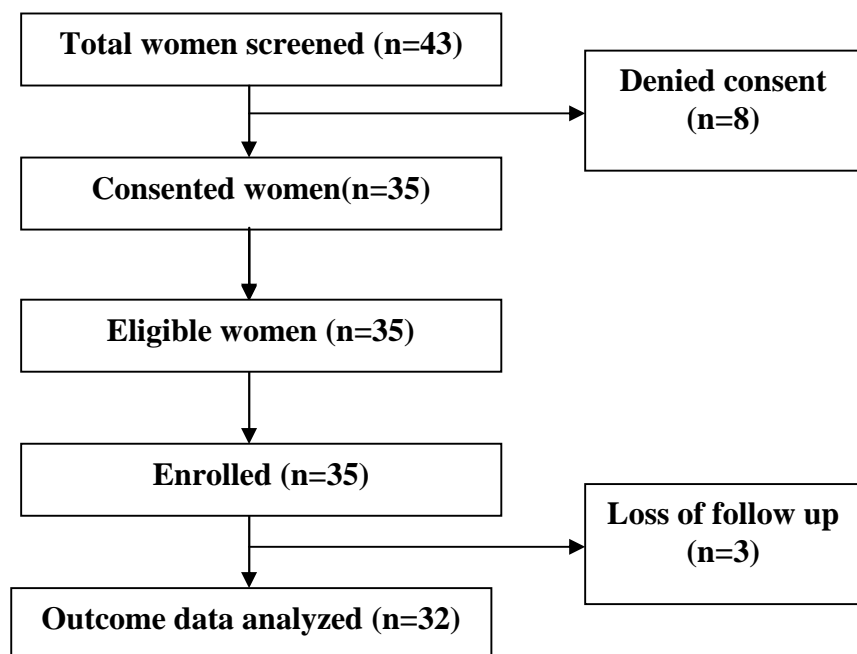 Total women screened (n=43)
Denied consent
(n=8)
Consented women(n=35)
Eligible women (n=35)
Enrolled (n=35)
Loss of follow up
(n=3)
Outcome data analyzed (n=32)